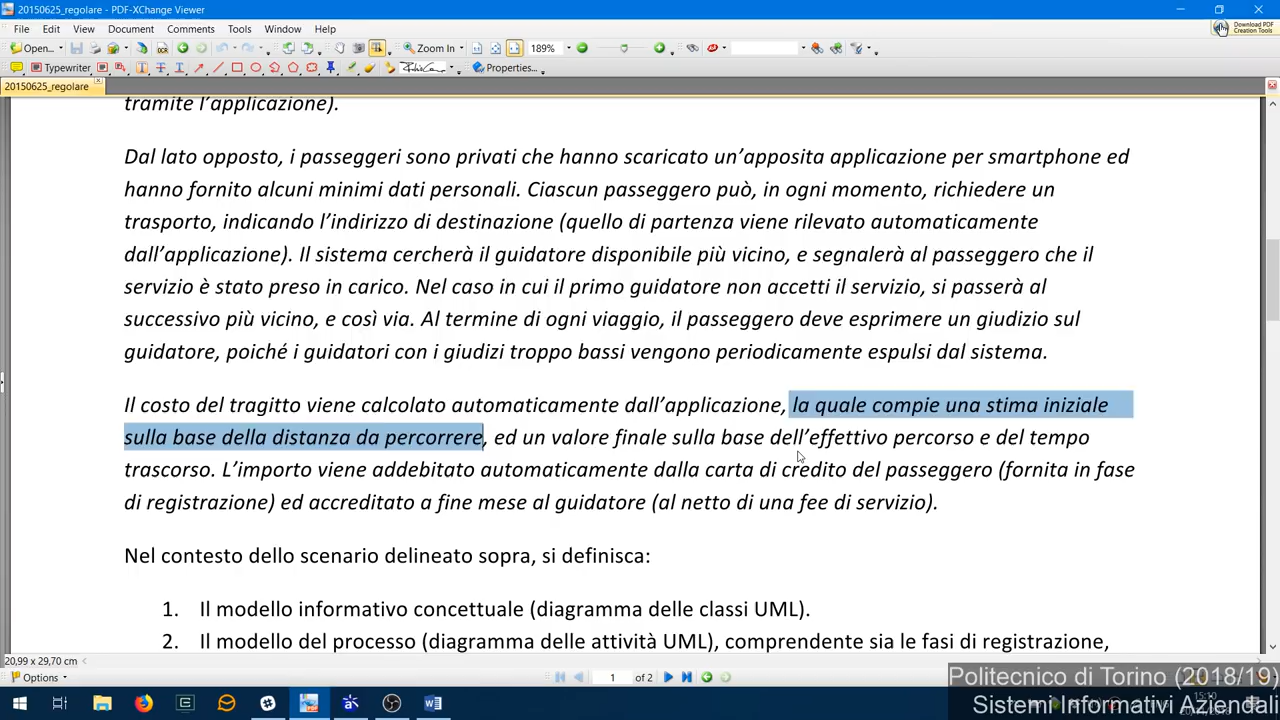 20150625_regolare - PDF-XChange Viewer
File Edit View Document Comments Tools Window Help
Download PDF
Creation Tools
Open... Zoom In 189%
Typewriter Properties...
20150625_regolare
tramite l’applicazione).
Dal lato opposto, i passeggeri sono privati che hanno scaricato un’apposita applicazione per smartphone ed
hanno fornito alcuni minimi dati personali. Ciascun passeggero può, in ogni momento, richiedere un
trasporto, indicando l’indirizzo di destinazione (quello di partenza viene rilevato automaticamente
dall’applicazione). Il sistema cercherà il guidatore disponibile più vicino, e segnalerà al passeggero che il
servizio è stato preso in carico. Nel caso in cui il primo guidatore non accetti il servizio, si passerà al
successivo più vicino, e così via. Al termine di ogni viaggio, il passeggero deve esprimere un giudizio sul
guidatore, poiché i guidatori con i giudizi troppo bassi vengono periodicamente espulsi dal sistema.
Il costo del tragitto viene calcolato automaticamente dall’applicazione, la quale compie una stima iniziale
sulla base della distanza da percorrere, ed un valore finale sulla base dell’effettivo percorso e del tempo
trascorso. L’importo viene addebitato automaticamente dalla carta di credito del passeggero (fornita in fase
di registrazione) ed accreditato a fine mese al guidatore (al netto di una fee di servizio).
Nel contesto dello scenario delineato sopra, si definisca:
1. Il modello informativo concettuale (diagramma delle classi UML).
2. Il modello del processo (diagramma delle attività UML), comprendente sia le fasi di registrazione,
20,99 x 29,70 cm
Options 1 of 2
Politecnico di Torino (2018/19)
15:10
Sistemi Informativi Aziendali